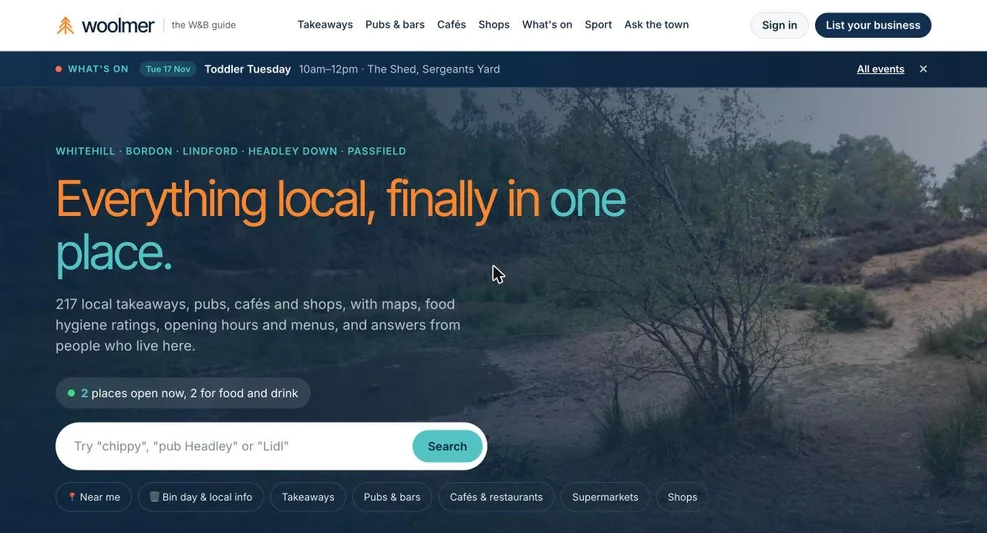 woolmer
the W&B guide
Takeaways Pubs & bars Cafés Shops What's on Sport Ask the town
Sign in
List your business
WHAT'S ON Tue 17 Nov Toddler Tuesday 10am–12pm · The Shed, Sergeants Yard
All events ✕
WHITEHILL · BORDON · LINDFORD · HEADLEY DOWN · PASSFIELD
Everything local, finally in one
place.
217 local takeaways, pubs, cafés and shops, with maps, food
hygiene ratings, opening hours and menus, and answers from
people who live here.
2 places open now, 2 for food and drink
Try "chippy", "pub Headley" or "Lidl"
Search
Near me
Bin day & local info
Takeaways
Pubs & bars
Cafés & restaurants
Supermarkets
Shops